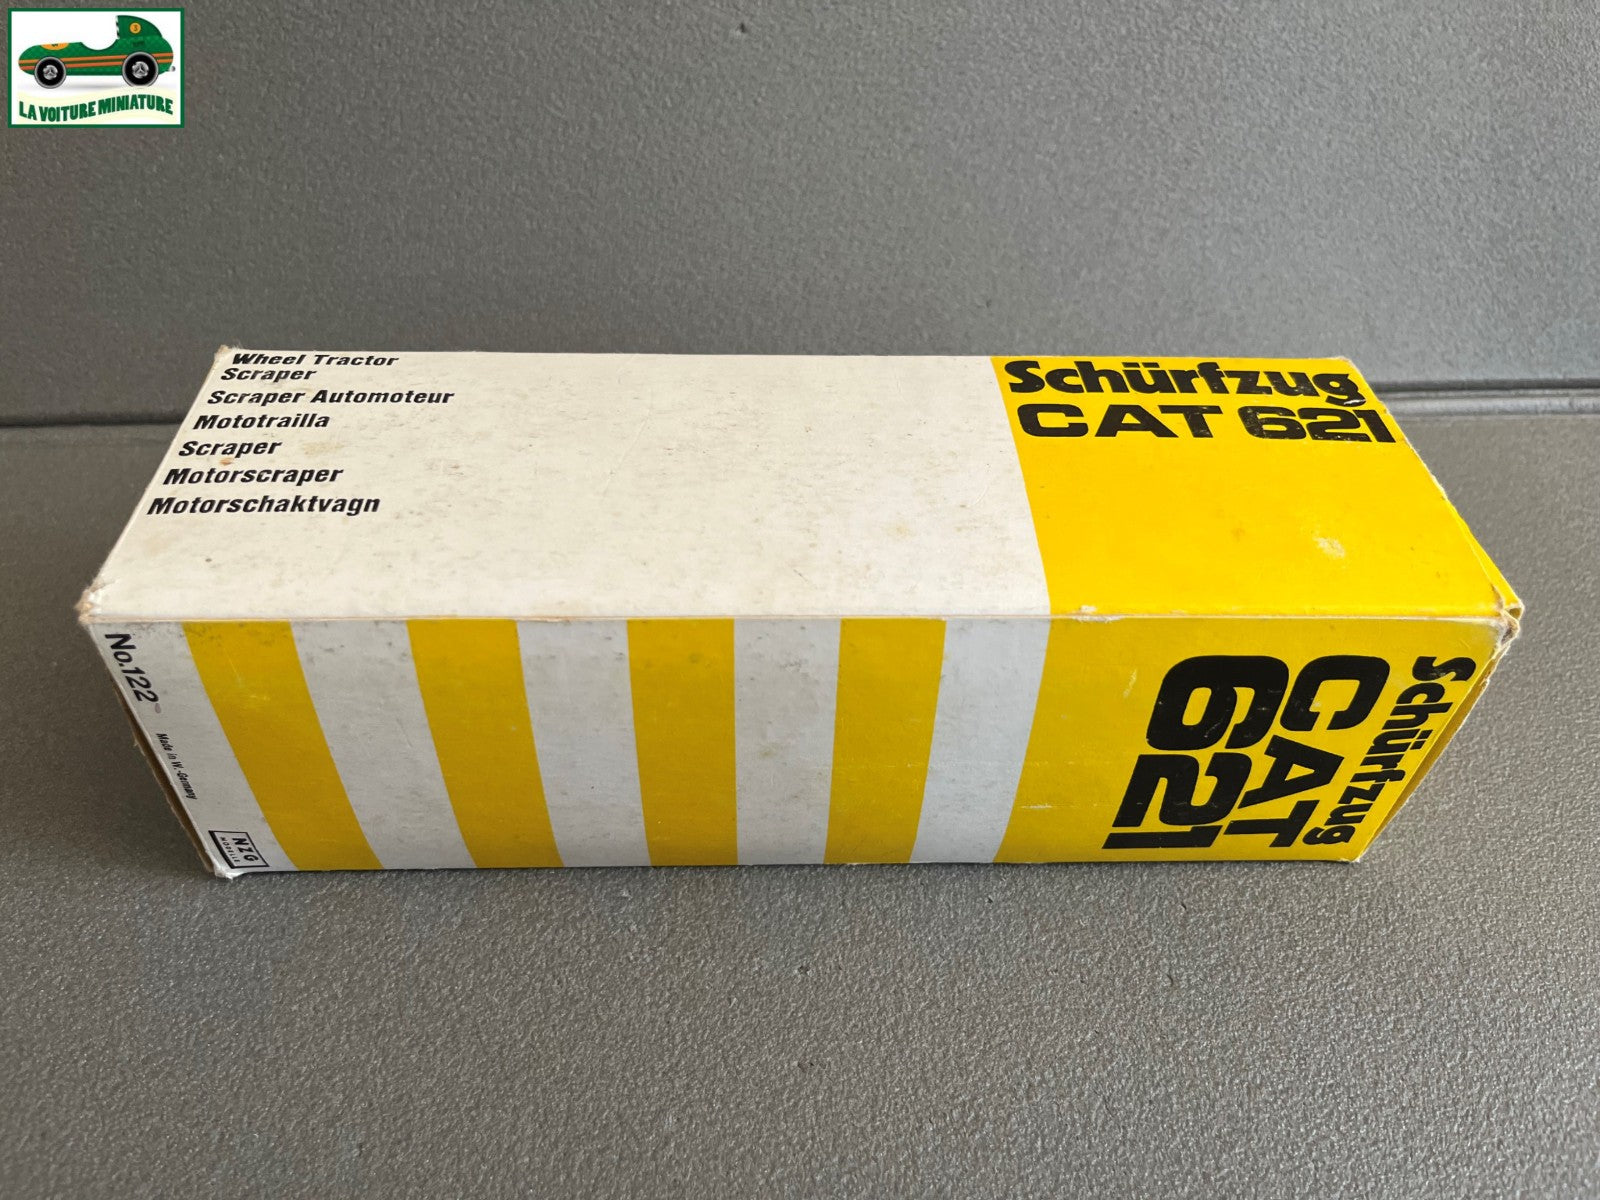 LA VOITURE MINIATURE
Wheel Tractor
Scraper
Scraper Automoteur
Mototrailla
Scraper
Motorscraper
Motorschaktvagn
Schürfzug
CAT 621
No.122
Made in W.-Germany
NZG
MODELLE
Schürfzug
CAT
621